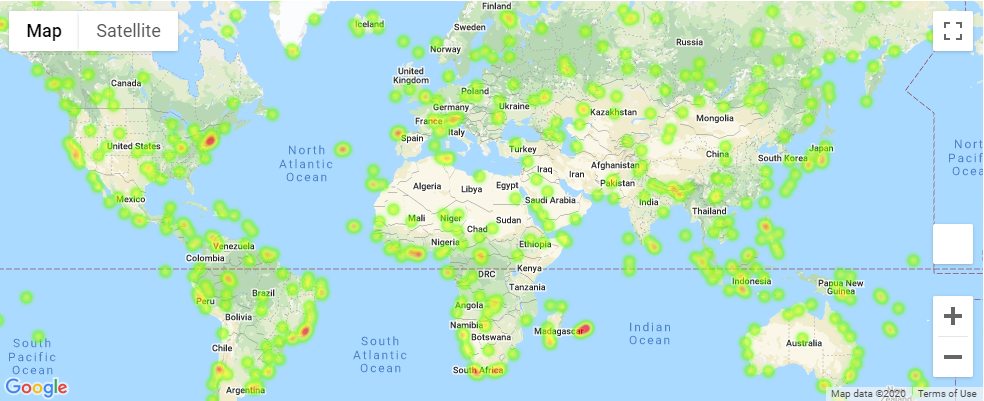 Map
Satellite
Iceland
Finland
Sweden
Norway
Russia
Canada
United
Kingdom
Poland
Germany
Ukraine
France
Kazakhstan
Mongolia
Italy
Spain
Turkey
United States
North
Atlantic
Ocean
China
South Korea
Japan
North
Pacif
Ocea
Afghanistan
Iraq
Iran
Pakistan
Algeria
Libya
Egypt
Saudi Arabia
India
Mexico
Mali
Niger
Sudan
Chad
Thailand
Nigeria
Ethiopia
Venezuela
Colombia
Kenya
DRC
Tanzania
Indonesia
Papua New
Guinea
Peru
Brazil
Angola
Bolivia
Namibia
Botswana
Madagascar
Indian
Ocean
Australia
South
Pacific
Ocean
Chile
South
Atlantic
Ocean
South Africa
Argentina
Google
Map data ©2020
Terms of Use